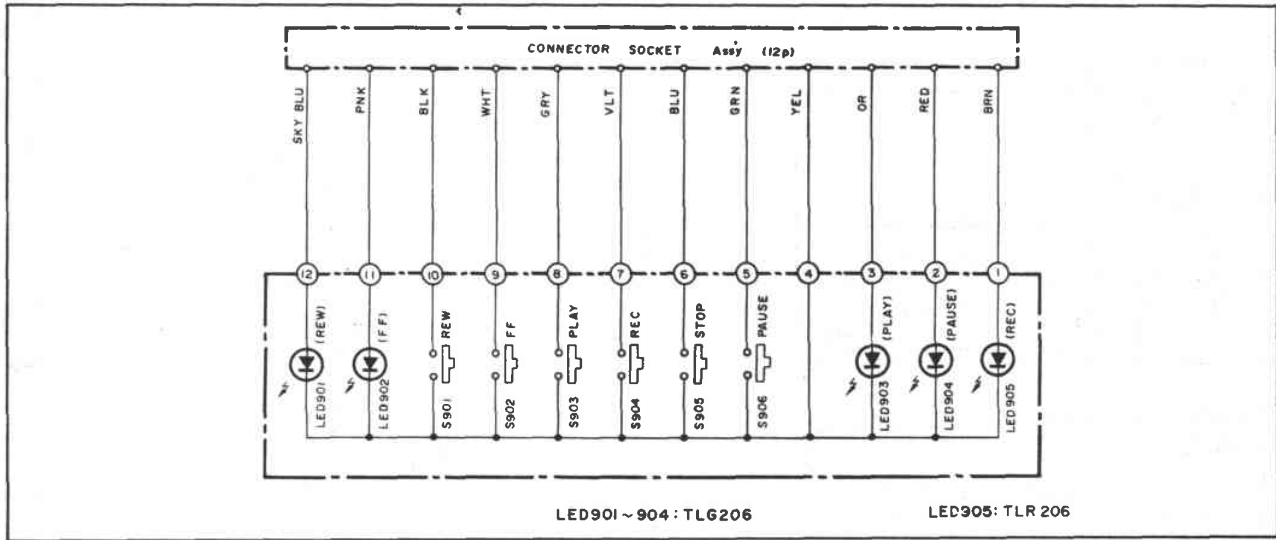 CONNECTOR SOCKET Ass'y (12p)
SKY BLU
PNK
BLK
WHT
GRY
VLT
BLU
GRN
YEL
OR
RED
BRN
12
11
10
9
8
7
6
5
4
3
2
1
(REW)
LED901
(FF)
LED902
REW
S901
FF
S902
PLAY
S903
REC
S904
STOP
S905
PAUSE
S906
(PLAY)
LED903
(PAUSE)
LED904
(REC)
LED905
LED901~904: TLG206
LED905: TLR 206